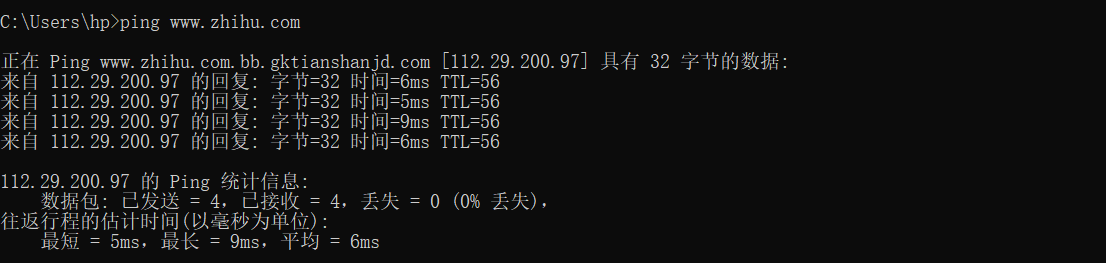 C:\Users\hp>ping www.zhihu.com
正在 Ping www.zhihu.com.bb.gktianshanjd.com [112.29.200.97] 具有 32 字节的数据:
来自 112.29.200.97 的回复: 字节=32 时间=6ms TTL=56
来自 112.29.200.97 的回复: 字节=32 时间=5ms TTL=56
来自 112.29.200.97 的回复: 字节=32 时间=9ms TTL=56
来自 112.29.200.97 的回复: 字节=32 时间=6ms TTL=56
112.29.200.97 的 Ping 统计信息:
数据包: 已发送 = 4，已接收 = 4，丢失 = 0 (0% 丢失)，
往返行程的估计时间(以毫秒为单位):
最短 = 5ms，最长 = 9ms，平均 = 6ms